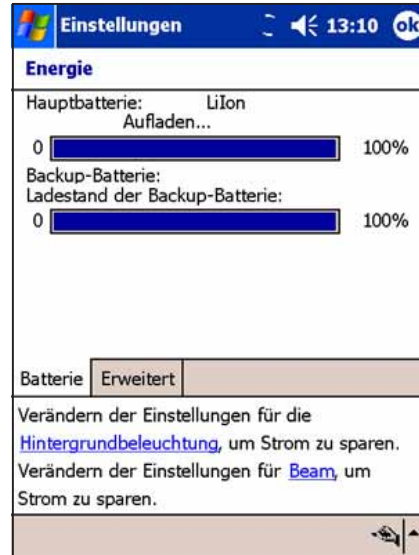 Einstellungen 13:10 ok
Energie
Hauptbatterie: LiIon
Aufladen...
0 100%
Backup-Batterie:
Ladestand der Backup-Batterie:
0 100%
Batterie Erweitert
Verändern der Einstellungen für die
Hintergrundbeleuchtung, um Strom zu sparen.
Verändern der Einstellungen für Beam, um
Strom zu sparen.